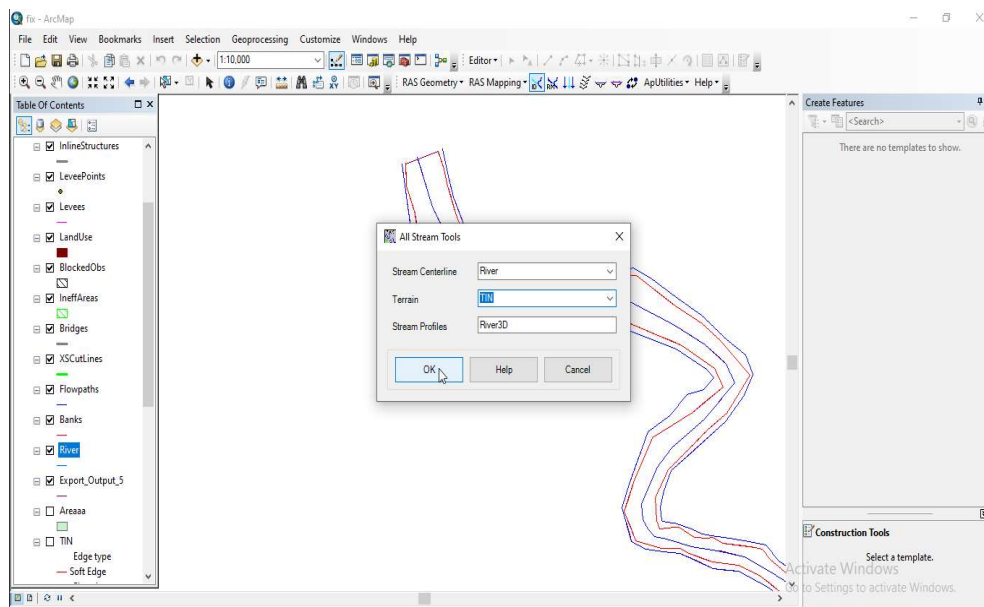 fix - ArcMap
File Edit View Bookmarks Insert Selection Geoprocessing Customize Windows Help
1:10,000 Editor
RAS Geometry RAS Mapping ApUtilities Help
Table Of Contents
InlineStructures
LeveePoints
Levees
LandUse
BlockedObs
IneffAreas
Bridges
XSCutLines
Flowpaths
Banks
River
Export_Output_5
Areaaa
TIN
Edge type
Soft Edge
All Stream Tools
Stream Centerline River
Terrain TIN
Stream Profiles River3D
OK Help Cancel
Create Features
<Search>
There are no templates to show.
Construction Tools
Select a template.
Activate Windows
Go to Settings to activate Windows.